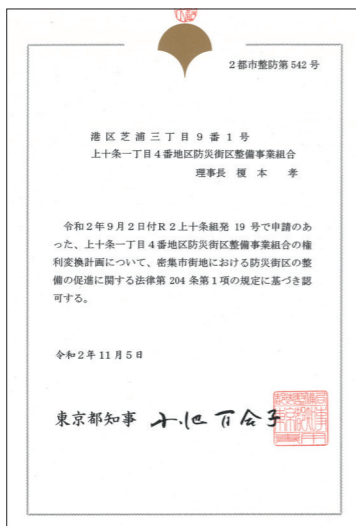 2都市整防第542号
港区芝浦三丁目9番1号
上十条一丁目4番地区防災街区整備事業組合
理事長 榎本 孝
令和2年9月2日付R2上十条組発19号で申請のあ
った、上十条一丁目4番地区防災街区整備事業組合の権
利変換計画について、密集市街地における防災街区の整
備の促進に関する法律第204条第1項の規定に基づき認
可する。
令和2年11月5日
東京都知事 小池百合子